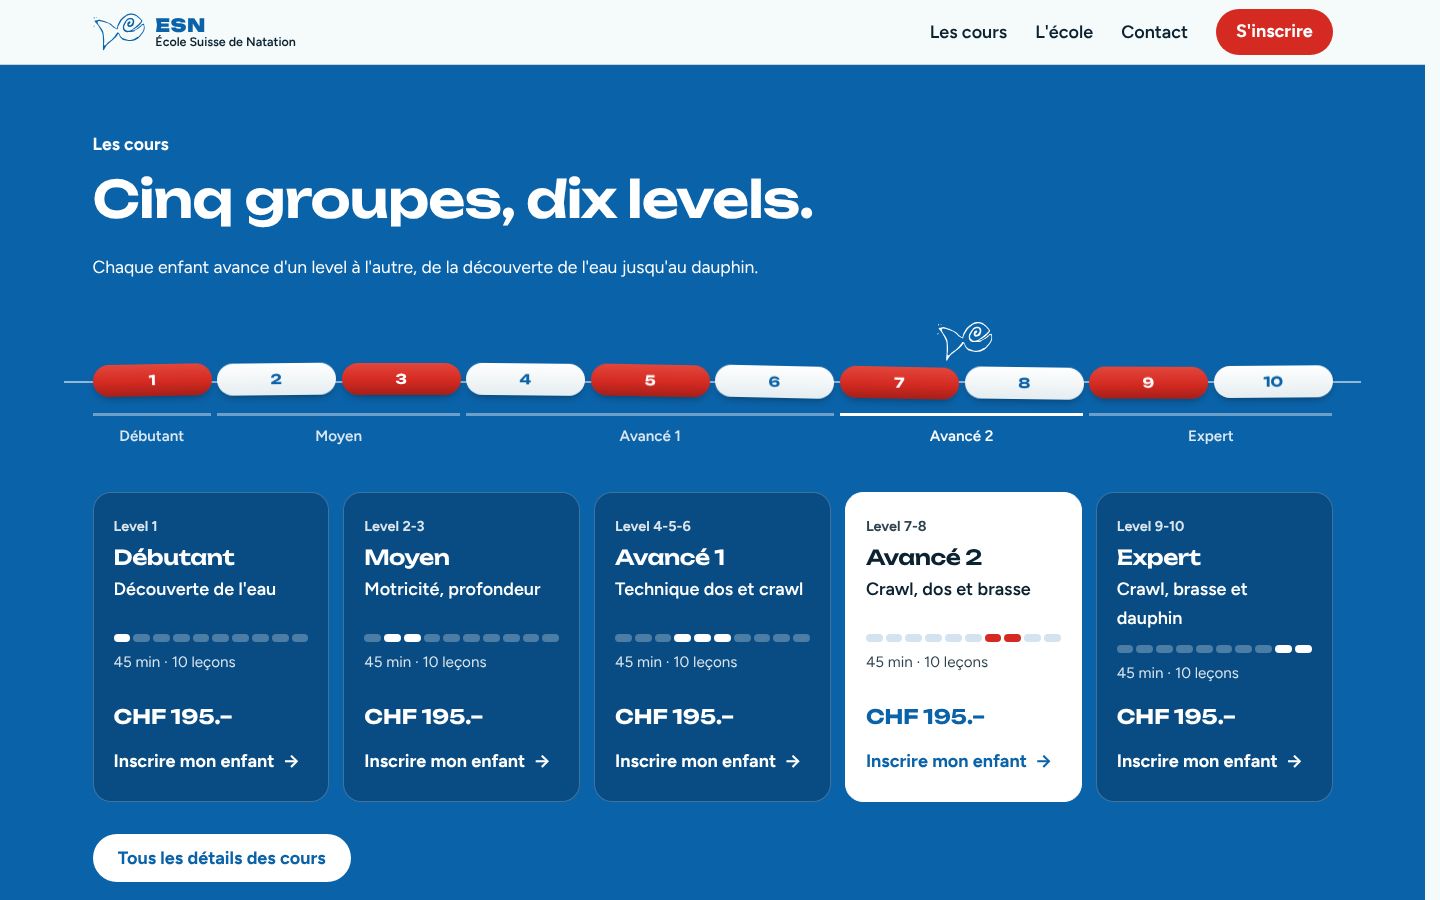 ESN
École Suisse de Natation
Les cours
L'école
Contact
S'inscrire
Les cours
Cinq groupes, dix levels.
Chaque enfant avance d'un level à l'autre, de la découverte de l'eau jusqu'au dauphin.
1
2
3
4
5
6
7
8
9
10
Débutant
Moyen
Avancé 1
Avancé 2
Expert
Level 1
Débutant
Découverte de l'eau
45 min · 10 leçons
CHF 195.–
Inscrire mon enfant →
Level 2-3
Moyen
Motricité, profondeur
45 min · 10 leçons
CHF 195.–
Inscrire mon enfant →
Level 4-5-6
Avancé 1
Technique dos et crawl
45 min · 10 leçons
CHF 195.–
Inscrire mon enfant →
Level 7-8
Avancé 2
Crawl, dos et brasse
45 min · 10 leçons
CHF 195.–
Inscrire mon enfant →
Level 9-10
Expert
Crawl, brasse et
dauphin
45 min · 10 leçons
CHF 195.–
Inscrire mon enfant →
Tous les détails des cours